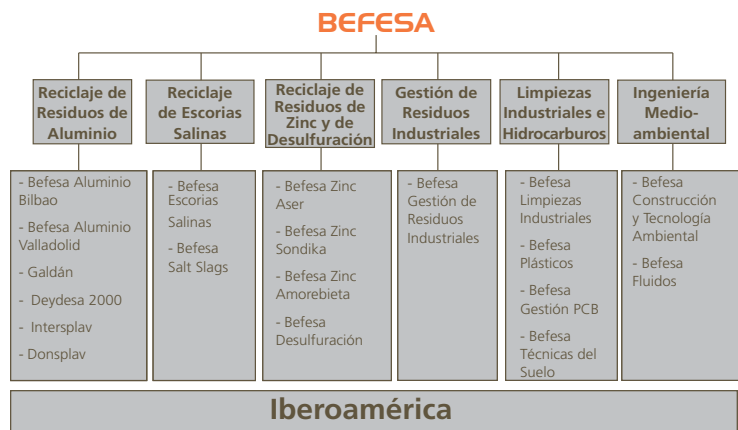 BEFESA
Reciclaje de
Residuos de
Aluminio
Reciclaje
de Escorias
Salinas
Reciclaje de
Residuos de
Zinc y de
Desulfuración
Gestión de
Residuos
Industriales
Limpiezas
Industriales e
Hidrocarburos
Ingeniería
Medio-
ambiental
- Befesa Aluminio
Bilbao
- Befesa Aluminio
Valladolid
- Galdán
- Deydesa 2000
- Intersplav
- Donsplav
- Befesa
Escorias
Salinas
- Befesa
Salt Slags
- Befesa Zinc
Aser
- Befesa Zinc
Sondika
- Befesa Zinc
Amorebieta
- Befesa
Desulfuración
- Befesa
Gestión de
Residuos
Industriales
- Befesa
Limpiezas
Industriales
- Befesa
Plásticos
- Befesa
Gestión PCB
- Befesa
Técnicas del
Suelo
- Befesa
Construcción
y Tecnología
Ambiental
- Befesa
Fluidos
Iberoamérica